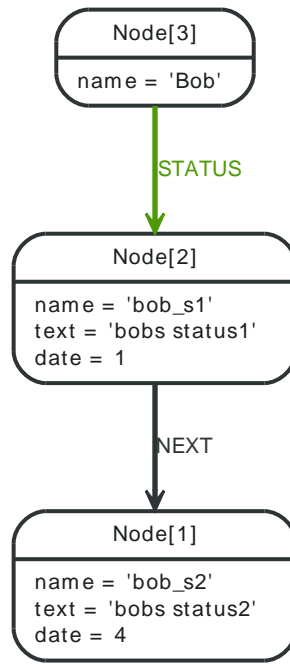 Node[3]
name = 'Bob'
STATUS
Node[2]
name = 'bob_s1'
text = 'bobs status1'
date = 1
NEXT
Node[1]
name = 'bob_s2'
text = 'bobs status2'
date = 4